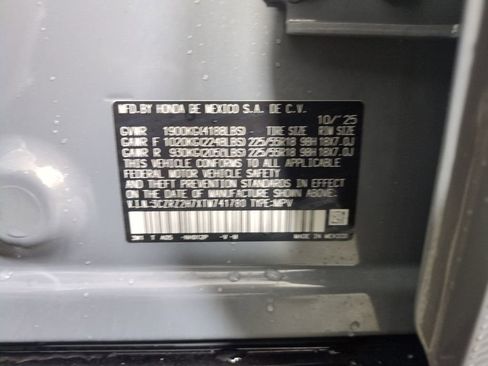 MFD.BY HONDA DE MEXICO S.A. DE C.V.
10/'25
GVWR 1900KG(4188LBS) TIRE SIZE RIM SIZE
GAWR F 1020KG(2248LBS) 225/55R18 98H 18X7.0J
GAWR R 930KG(2050LBS) 225/55R18 98H 18X7.0J
THIS VEHICLE CONFORMS TO ALL APPLICABLE
FEDERAL MOTOR VEHICLE SAFETY
AND THEFT PREVENTION STANDARDS IN EFFECT
ON THE DATE OF MANUFACTURE SHOWN ABOVE.
V.I.N.:3CZRZ2H7XTM741780 TYPE:MPV
MADE IN MEXICO